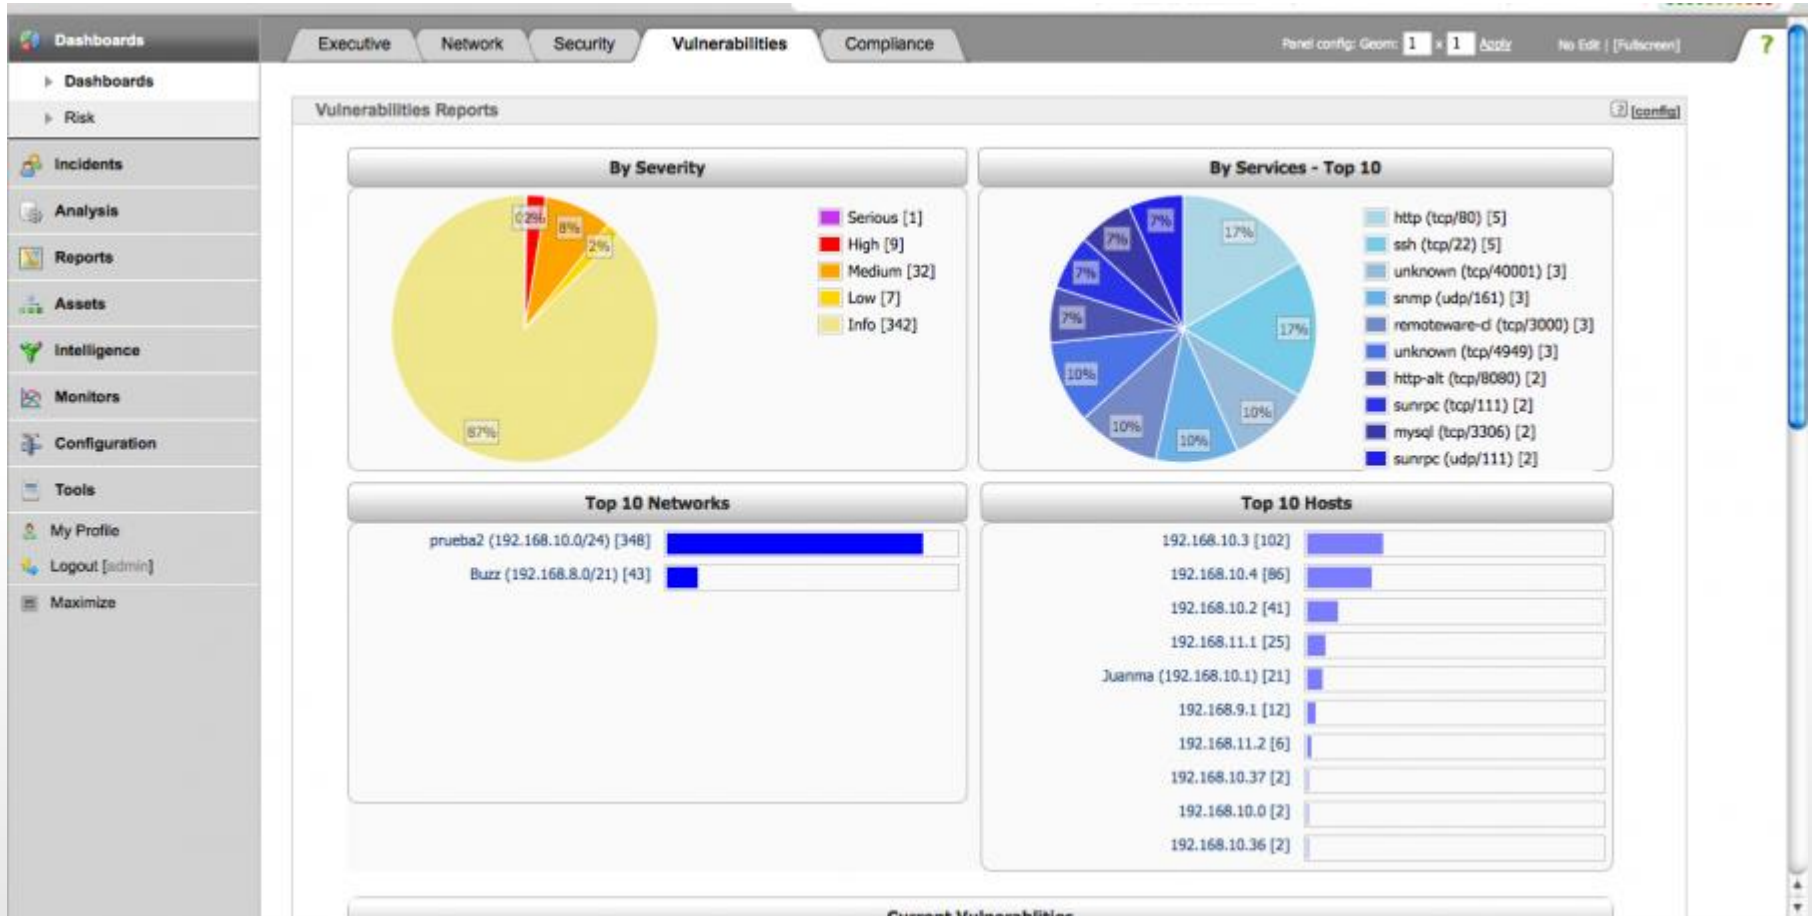 Dashboards
Dashboards
Risk
Incidents
Analysis
Reports
Assets
Intelligence
Monitors
Configuration
Tools
My Profile
Logout [admin]
Maximize
Executive
Network
Security
Vulnerabilities
Compliance
Panel config: Geom: 1 x 1 Apply
No Edit | [Fullscreen]
?
Vulnerabilities Reports
? [config]
By Severity
02%
8%
2%
87%
Serious [1]
High [9]
Medium [32]
Low [7]
Info [342]
By Services - Top 10
17%
17%
10%
10%
10%
10%
7%
7%
7%
7%
http (tcp/80) [5]
ssh (tcp/22) [5]
unknown (tcp/40001) [3]
snmp (udp/161) [3]
remoteware-cl (tcp/3000) [3]
unknown (tcp/4949) [3]
http-alt (tcp/8080) [2]
sunrpc (tcp/111) [2]
mysql (tcp/3306) [2]
sunrpc (udp/111) [2]
Top 10 Networks
prueba2 (192.168.10.0/24) [348]
Buzz (192.168.8.0/21) [43]
Top 10 Hosts
192.168.10.3 [102]
192.168.10.4 [86]
192.168.10.2 [41]
192.168.11.1 [25]
Juanma (192.168.10.1) [21]
192.168.9.1 [12]
192.168.11.2 [6]
192.168.10.37 [2]
192.168.10.0 [2]
192.168.10.36 [2]
Current Vulnerablities